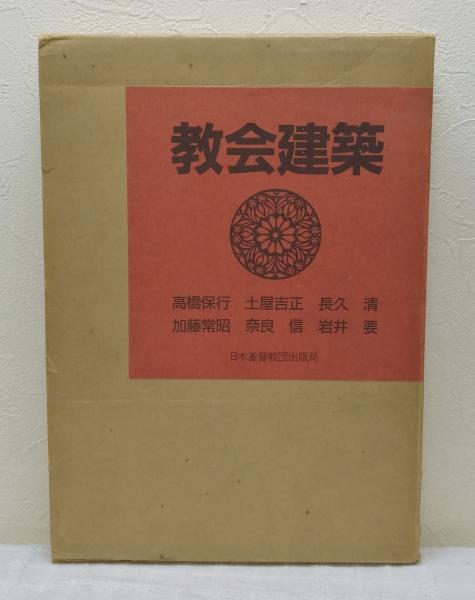 教会建築
高橋保行 土屋吉正 長久 清
加藤常昭 奈良 信 岩井 要
日本基督教団出版局